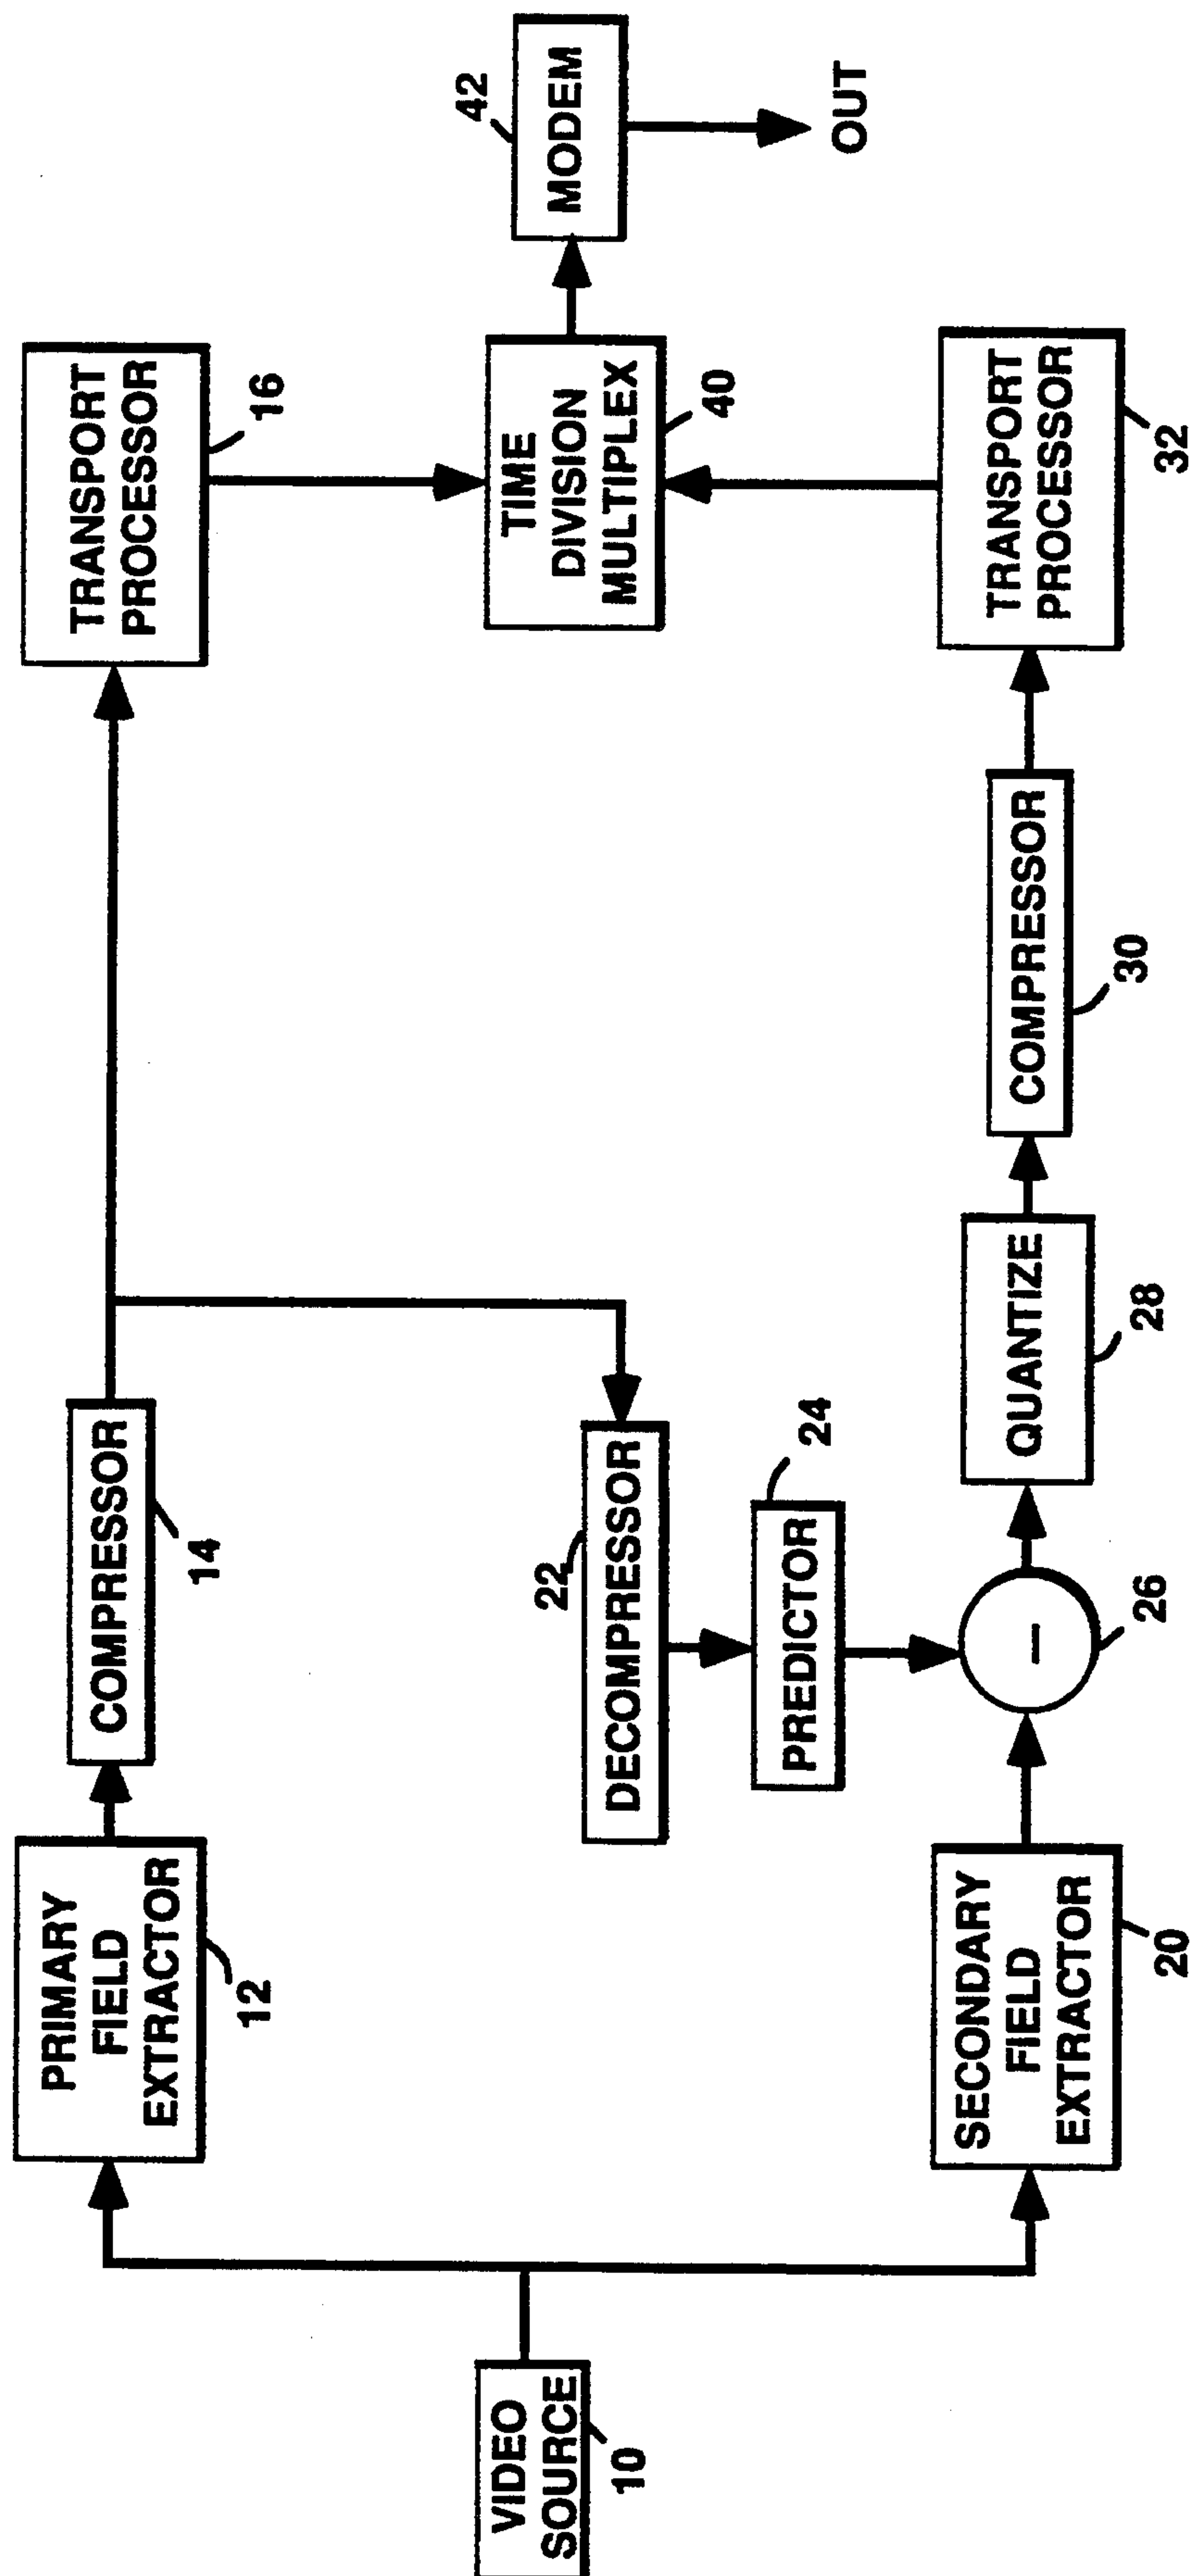 VIDEO
SOURCE
10
PRIMARY
FIELD
EXTRACTOR
12
COMPRESSOR
14
TRANSPORT
PROCESSOR
16
DECOMPRESSOR
22
PREDICTOR
24
TIME
DIVISION
MULTIPLEX
40
MODEM
42
OUT
SECONDARY
FIELD
EXTRACTOR
20
–
26
QUANTIZE
28
COMPRESSOR
30
TRANSPORT
PROCESSOR
32